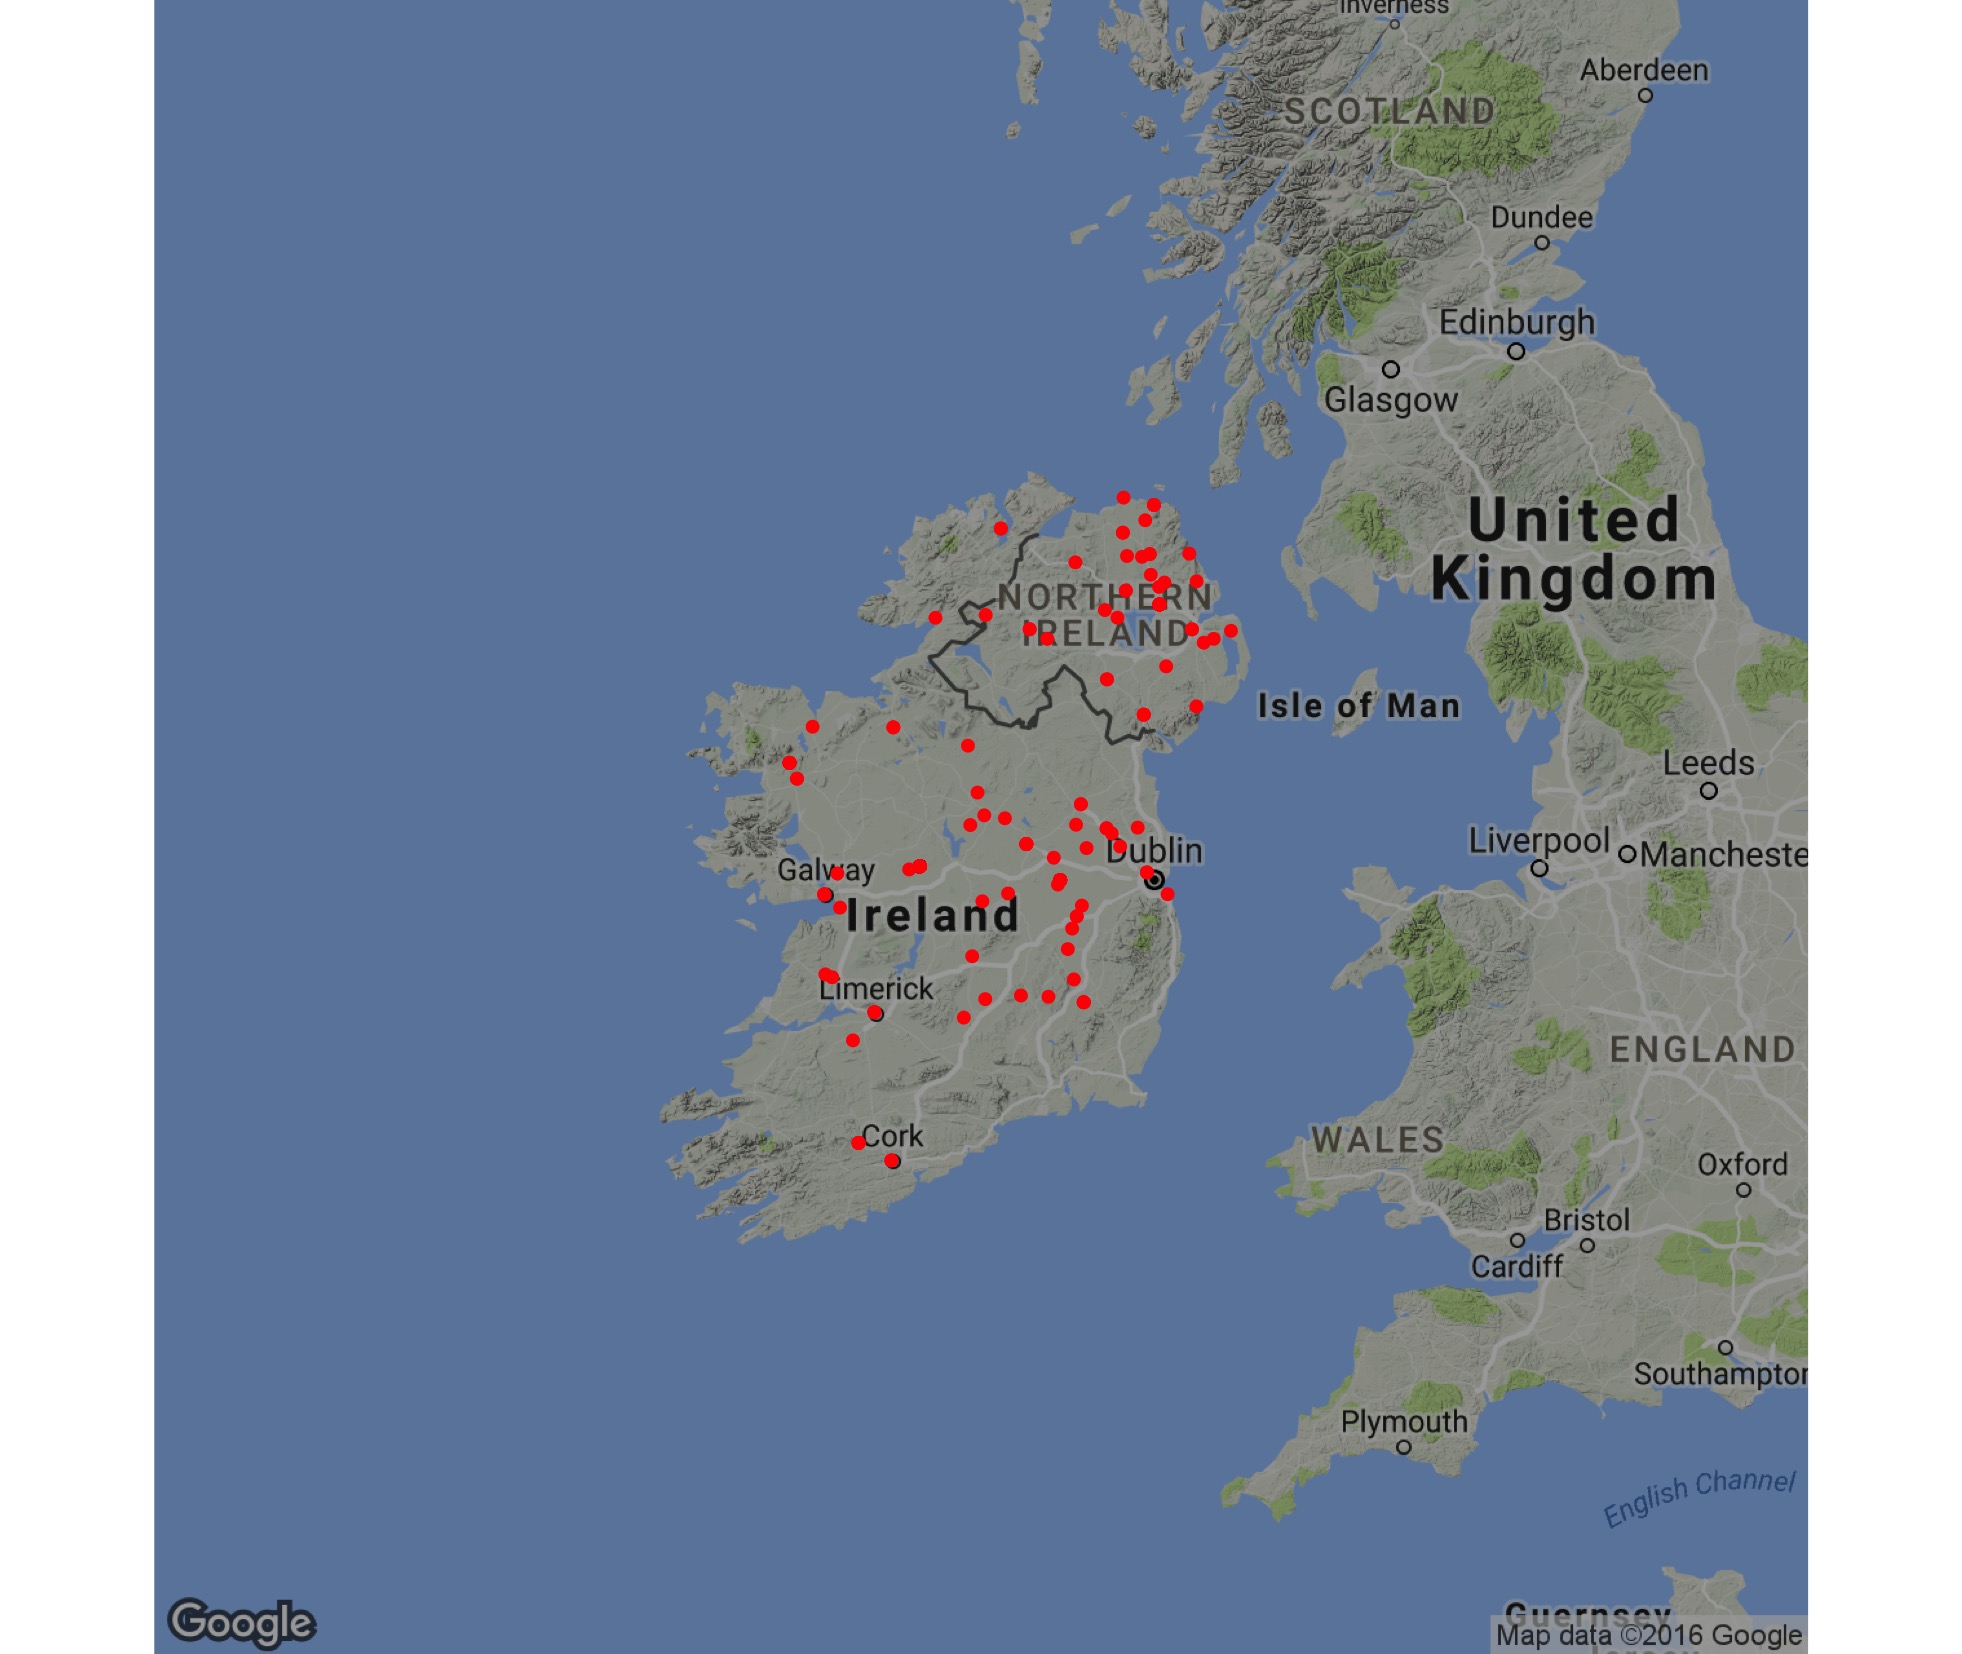 Inverness
Aberdeen
SCOTLAND
Dundee
Edinburgh
Glasgow
United
Kingdom
NORTHERN
IRELAND
Isle of Man
Leeds
Liverpool
Mancheste
Dublin
Galway
Ireland
Limerick
ENGLAND
Cork
WALES
Oxford
Bristol
Cardiff
Southampton
Plymouth
English Channel
Guernsey
Google
Map data ©2016 Google